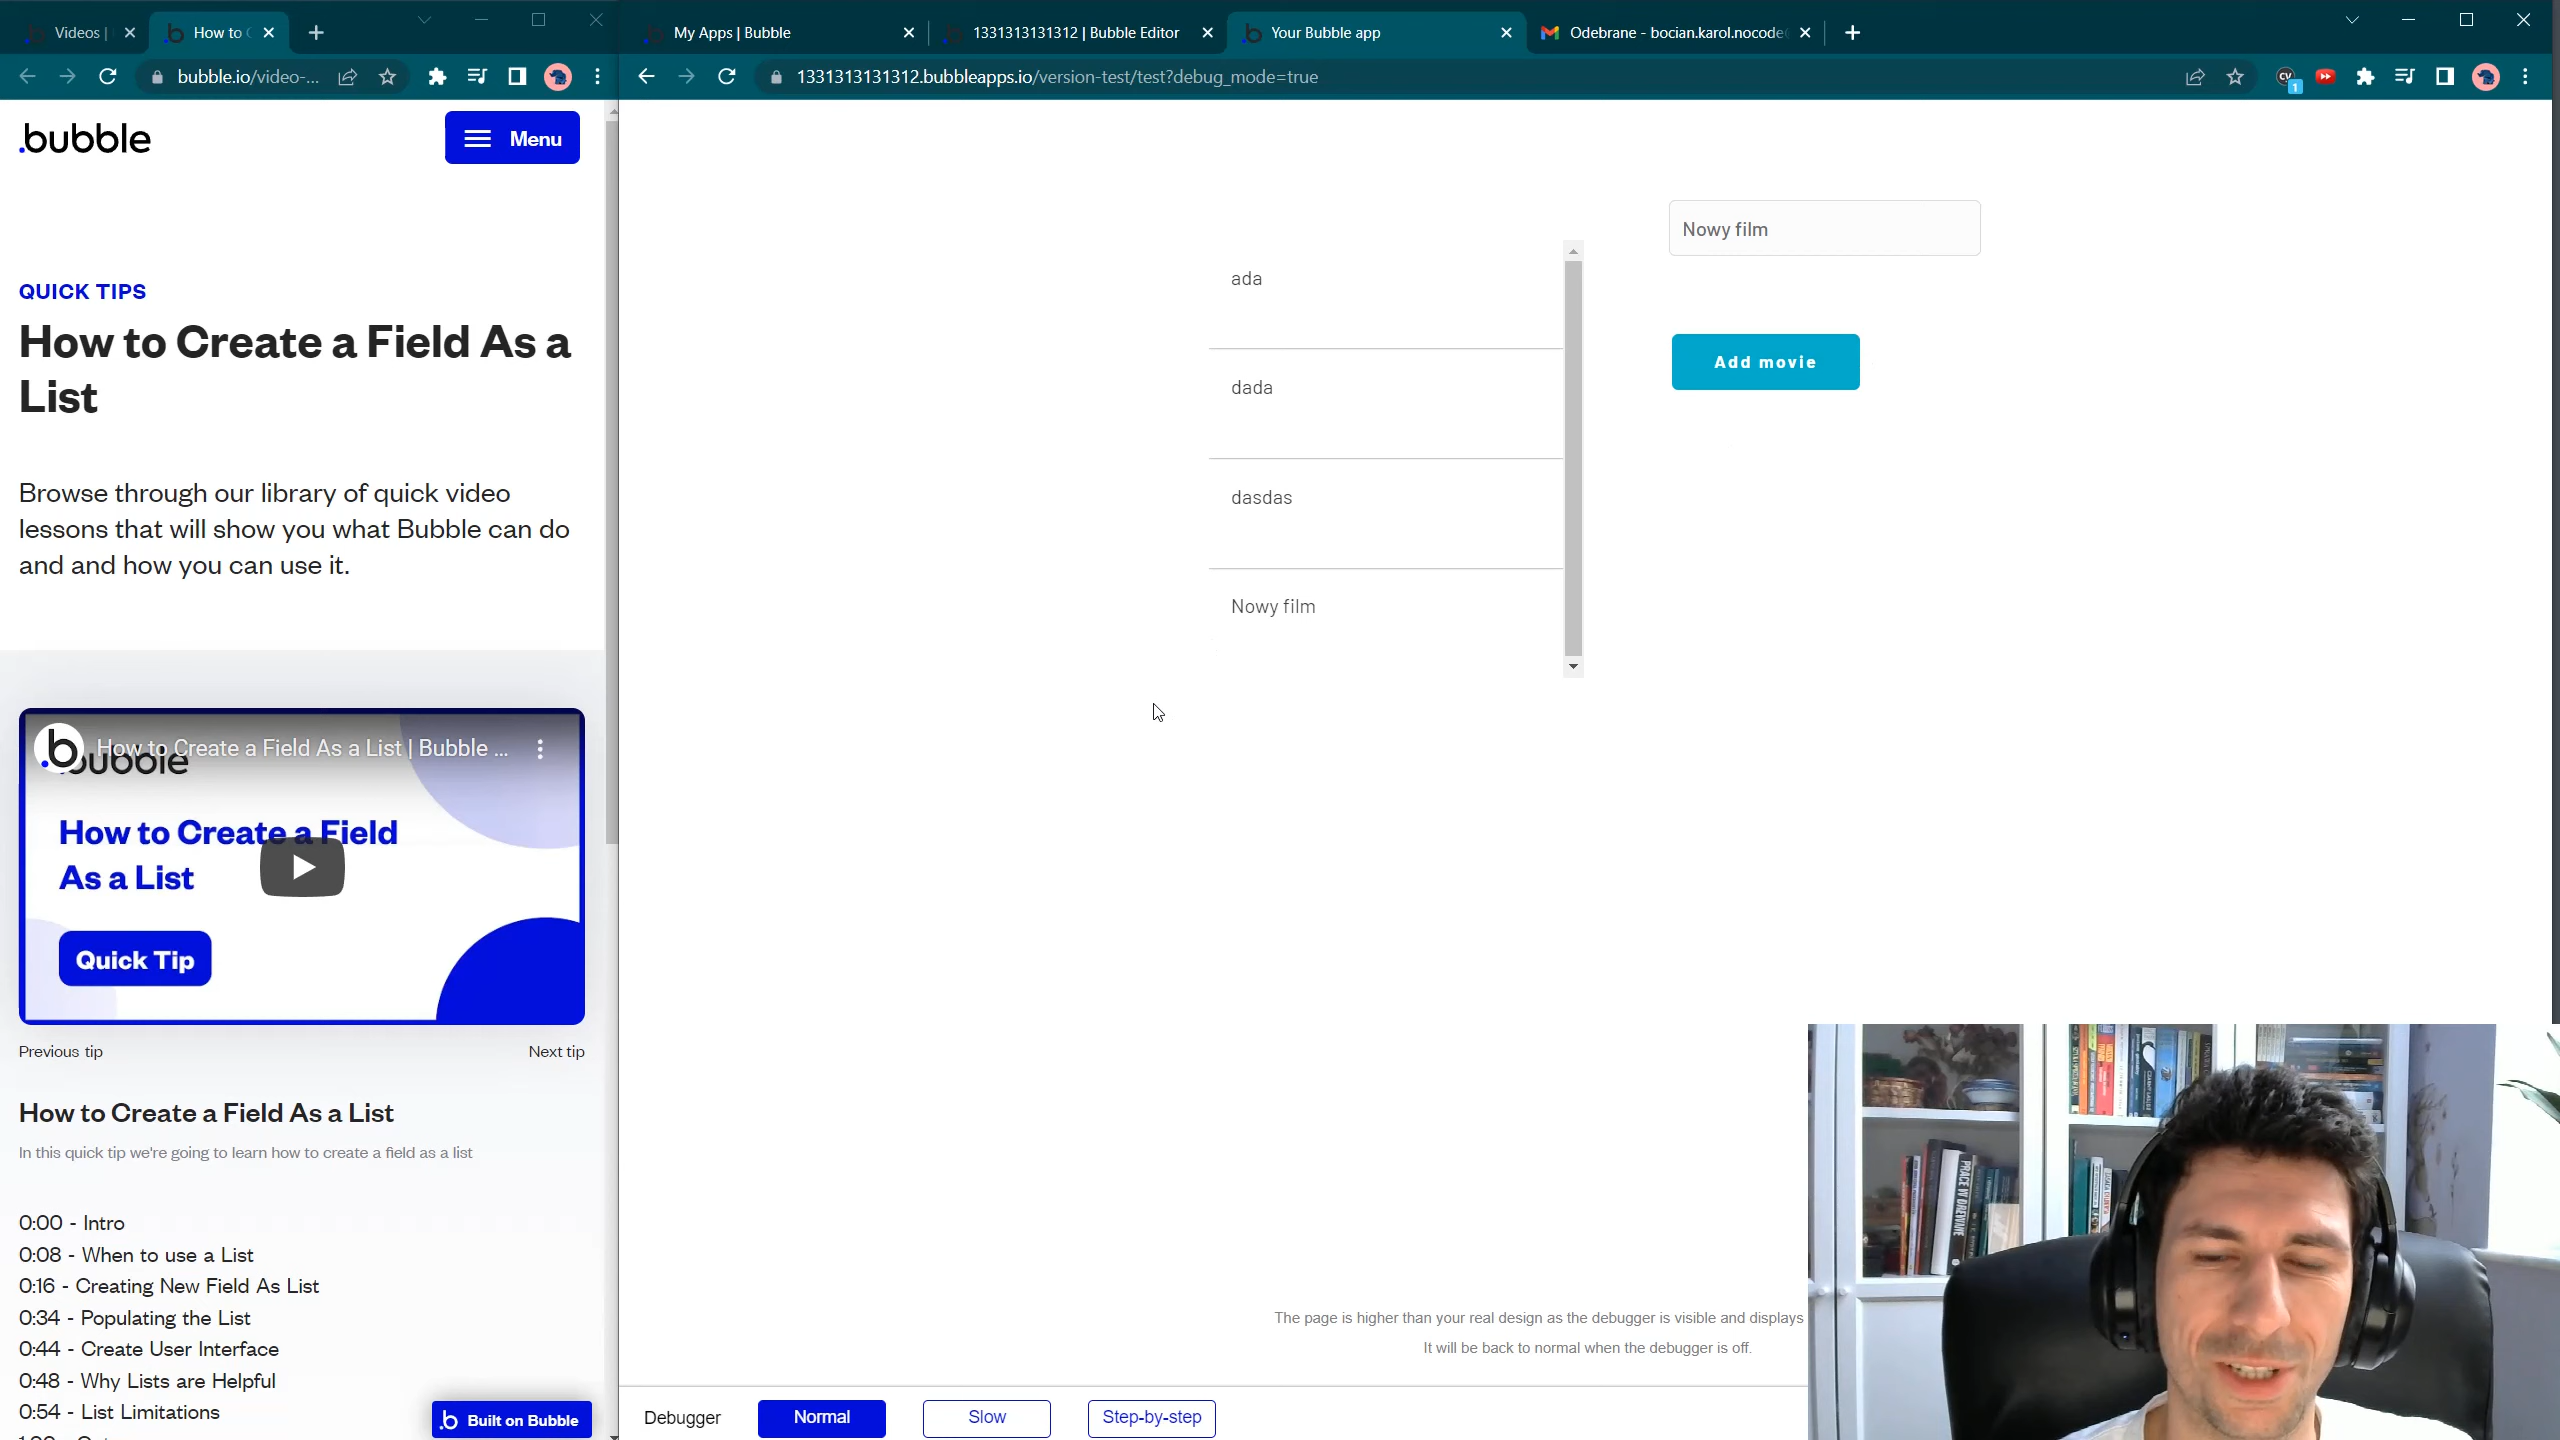 Videos |
How to C
My Apps | Bubble
1331313131312 | Bubble Editor
Your Bubble app
Odebrane - bocian.karol.nocode
bubble.io/video-...
1331313131312.bubbleapps.io/version-test/test?debug_mode=true
CV
1
.bubble
Menu
QUICK TIPS
How to Create a Field As a
List
Browse through our library of quick video
lessons that will show you what Bubble can do
and and how you can use it.
b
How to Create a Field As a List | Bubble ...
bubble
How to Create a Field
As a List
Quick Tip
Previous tip
Next tip
How to Create a Field As a List
In this quick tip we're going to learn how to create a field as a list
0:00 - Intro
0:08 - When to use a List
0:16 - Creating New Field As List
0:34 - Populating the List
0:44 - Create User Interface
0:48 - Why Lists are Helpful
0:54 - List Limitations
Built on Bubble
ada
dada
dasdas
Nowy film
Nowy film
Add movie
The page is higher than your real design as the debugger is visible and displays
It will be back to normal when the debugger is off.
Debugger
Normal
Slow
Step-by-step
PRACE WT DREWANIE